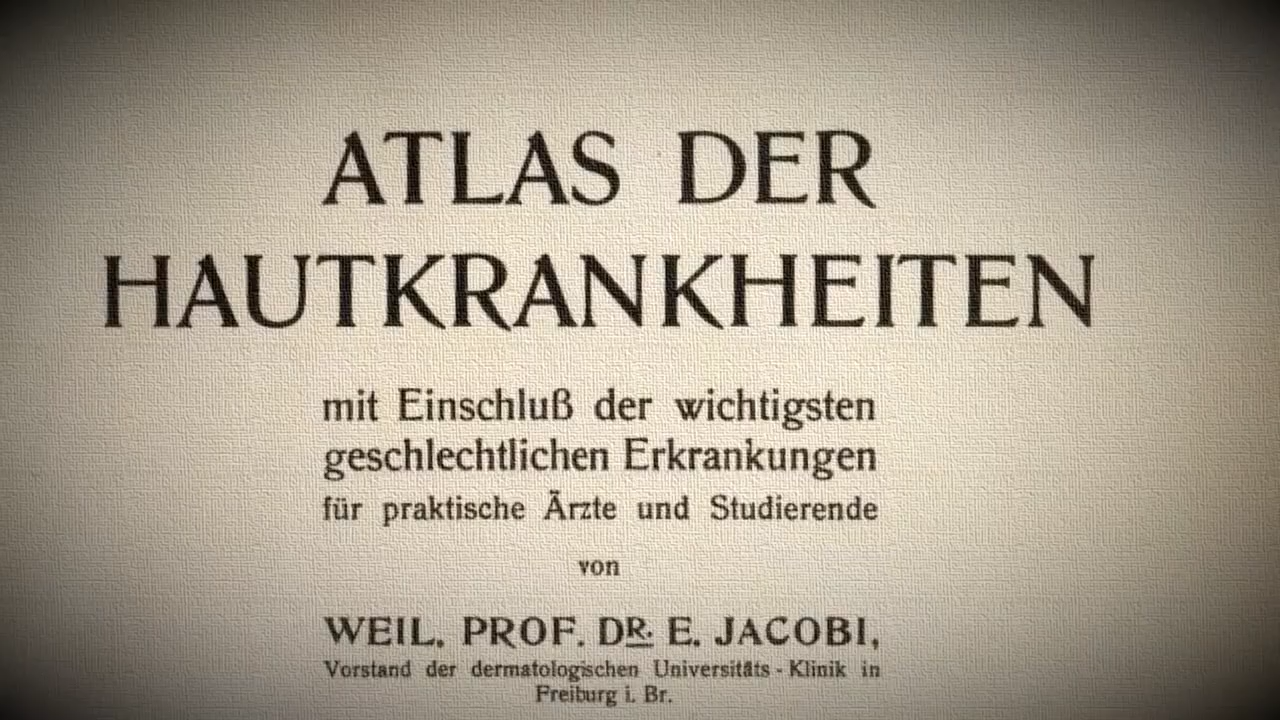 ATLAS DER
HAUTKRANKHEITEN
mit Einschluß der wichtigsten
geschlechtlichen Erkrankungen
für praktische Ärzte und Studierende
von
WEIL. PROF. DR. E. JACOBI,
Vorstand der dermatologischen Universitäts-Klinik in
Freiburg i. Br.